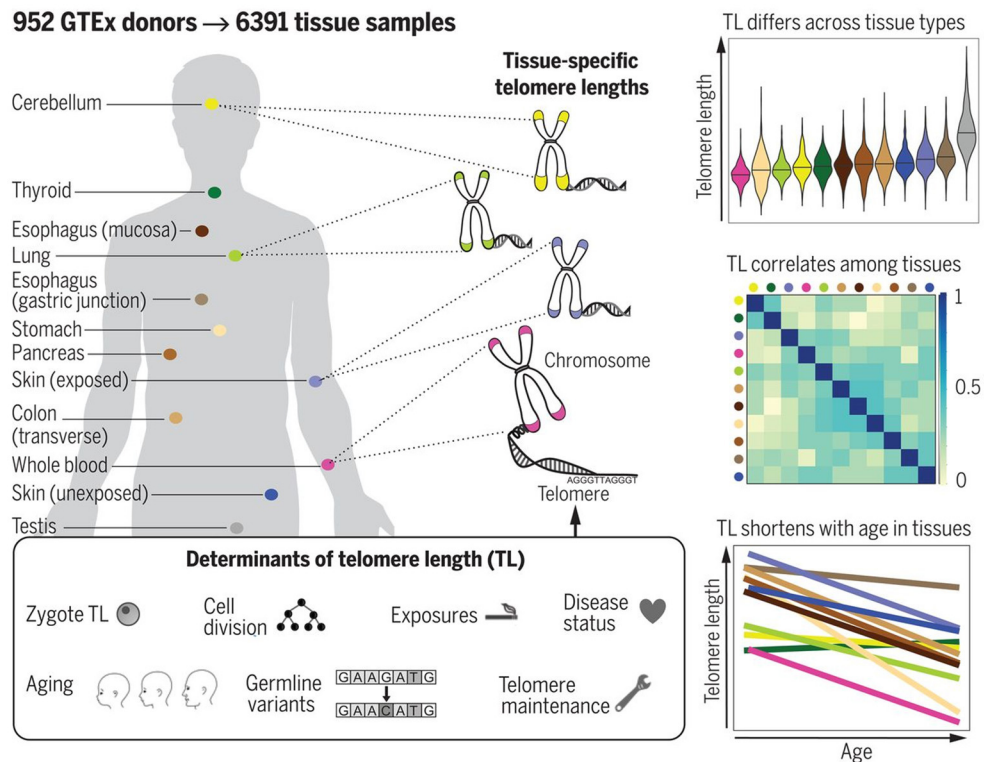 952 GTEx donors → 6391 tissue samples
Tissue-specific
telomere lengths
Cerebellum
Thyroid
Esophagus (mucosa)
Lung
Esophagus
(gastric junction)
Stomach
Pancreas
Skin (exposed)
Colon
(transverse)
Whole blood
Skin (unexposed)
Testis
Chromosome
AGGGTTAGGGT
Telomere
TL differs across tissue types
Telomere length
TL correlates among tissues
1
0.5
0
TL shortens with age in tissues
Telomere length
Age
Determinants of telomere length (TL)
Zygote TL
Cell
division
Exposures
Disease
status
Aging
Germline
variants
GAAGATG
GAACATG
Telomere
maintenance